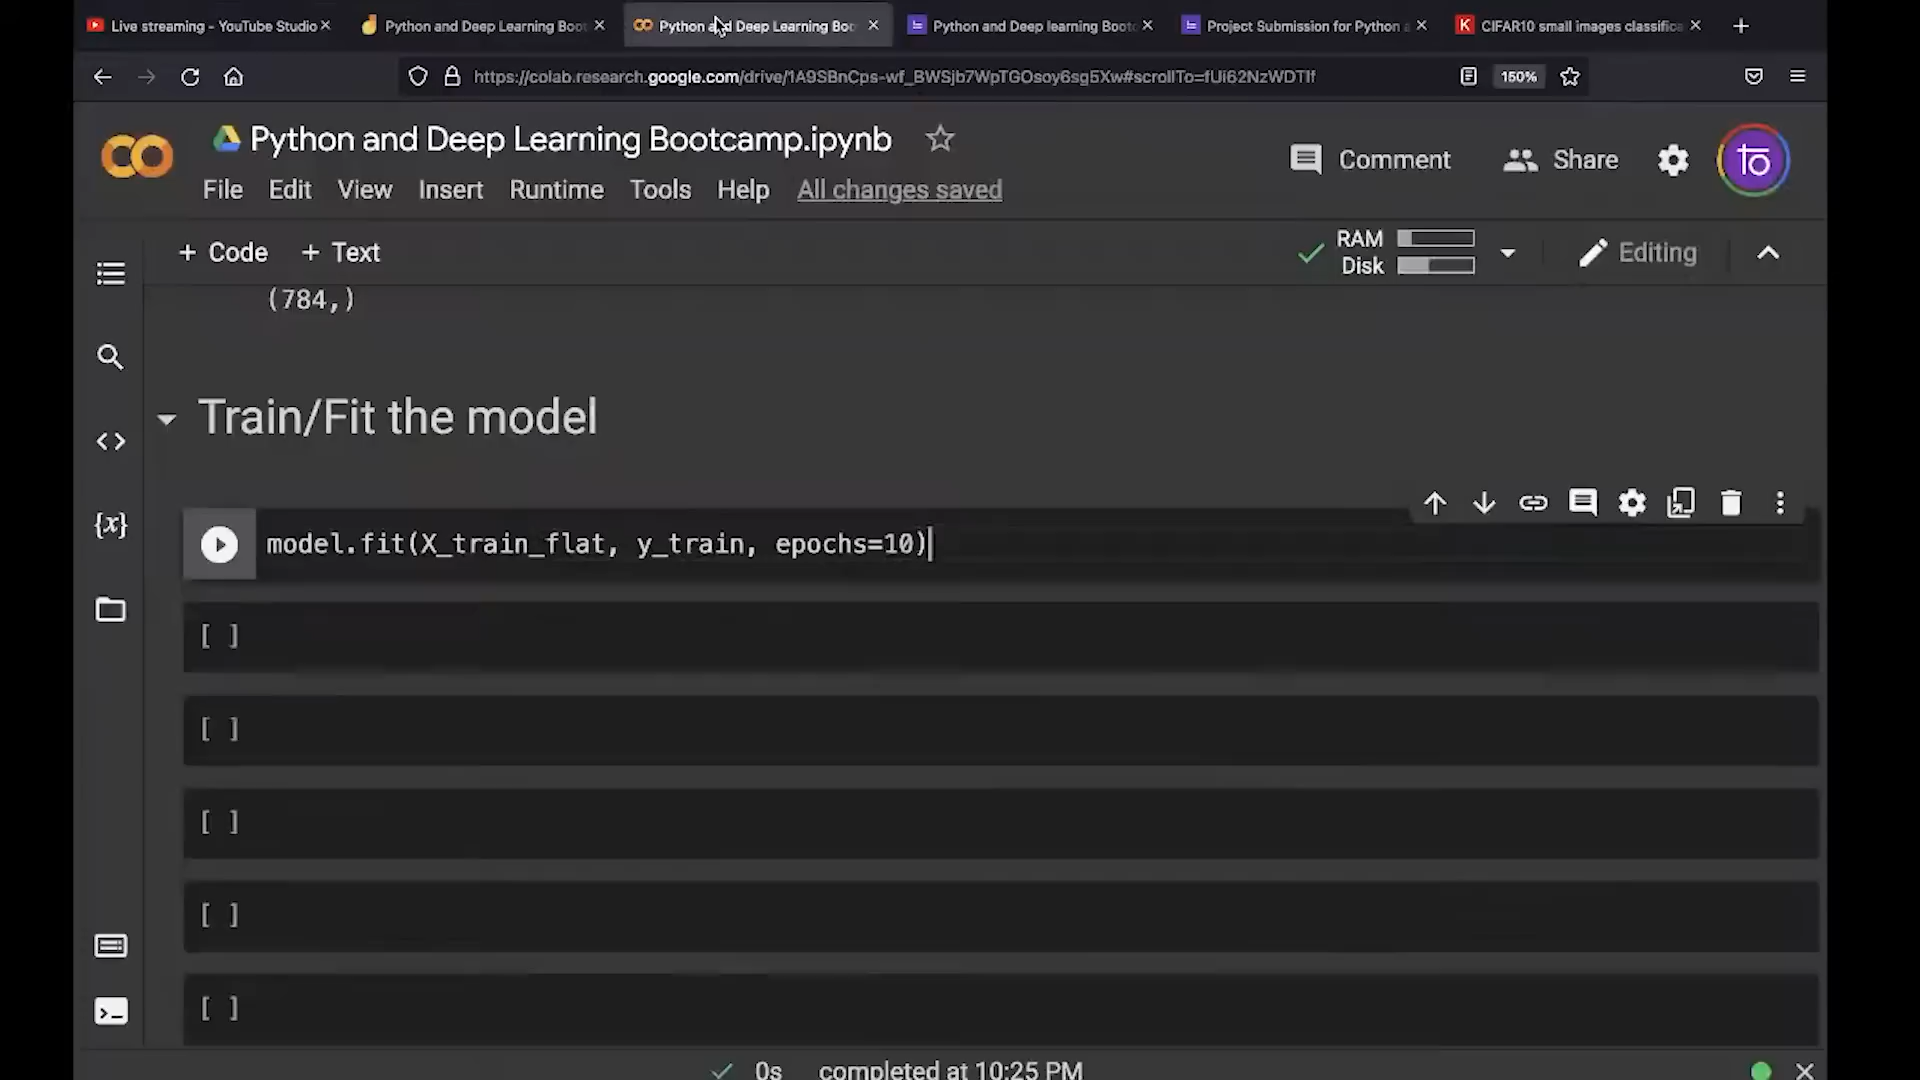 Live streaming - YouTube Studio
Python and Deep Learning Boot
Python and Deep Learning Boo
Python and Deep learning Boot
Project Submission for Python a
CIFAR10 small images classifica
https://colab.research.google.com/drive/1A9SBnCps-wf_BWSjb7WpTGOsoy6sg5Xw#scrollTo=fUi62NzWDTIf
150%
Python and Deep Learning Bootcamp.ipynb
Comment
Share
to
File Edit View Insert Runtime Tools Help All changes saved
+ Code + Text
RAM
Disk
Editing
(784,)
Train/Fit the model
model.fit(X_train_flat, y_train, epochs=10)
[ ]
[ ]
[ ]
[ ]
[ ]
0s completed at 10:25 PM